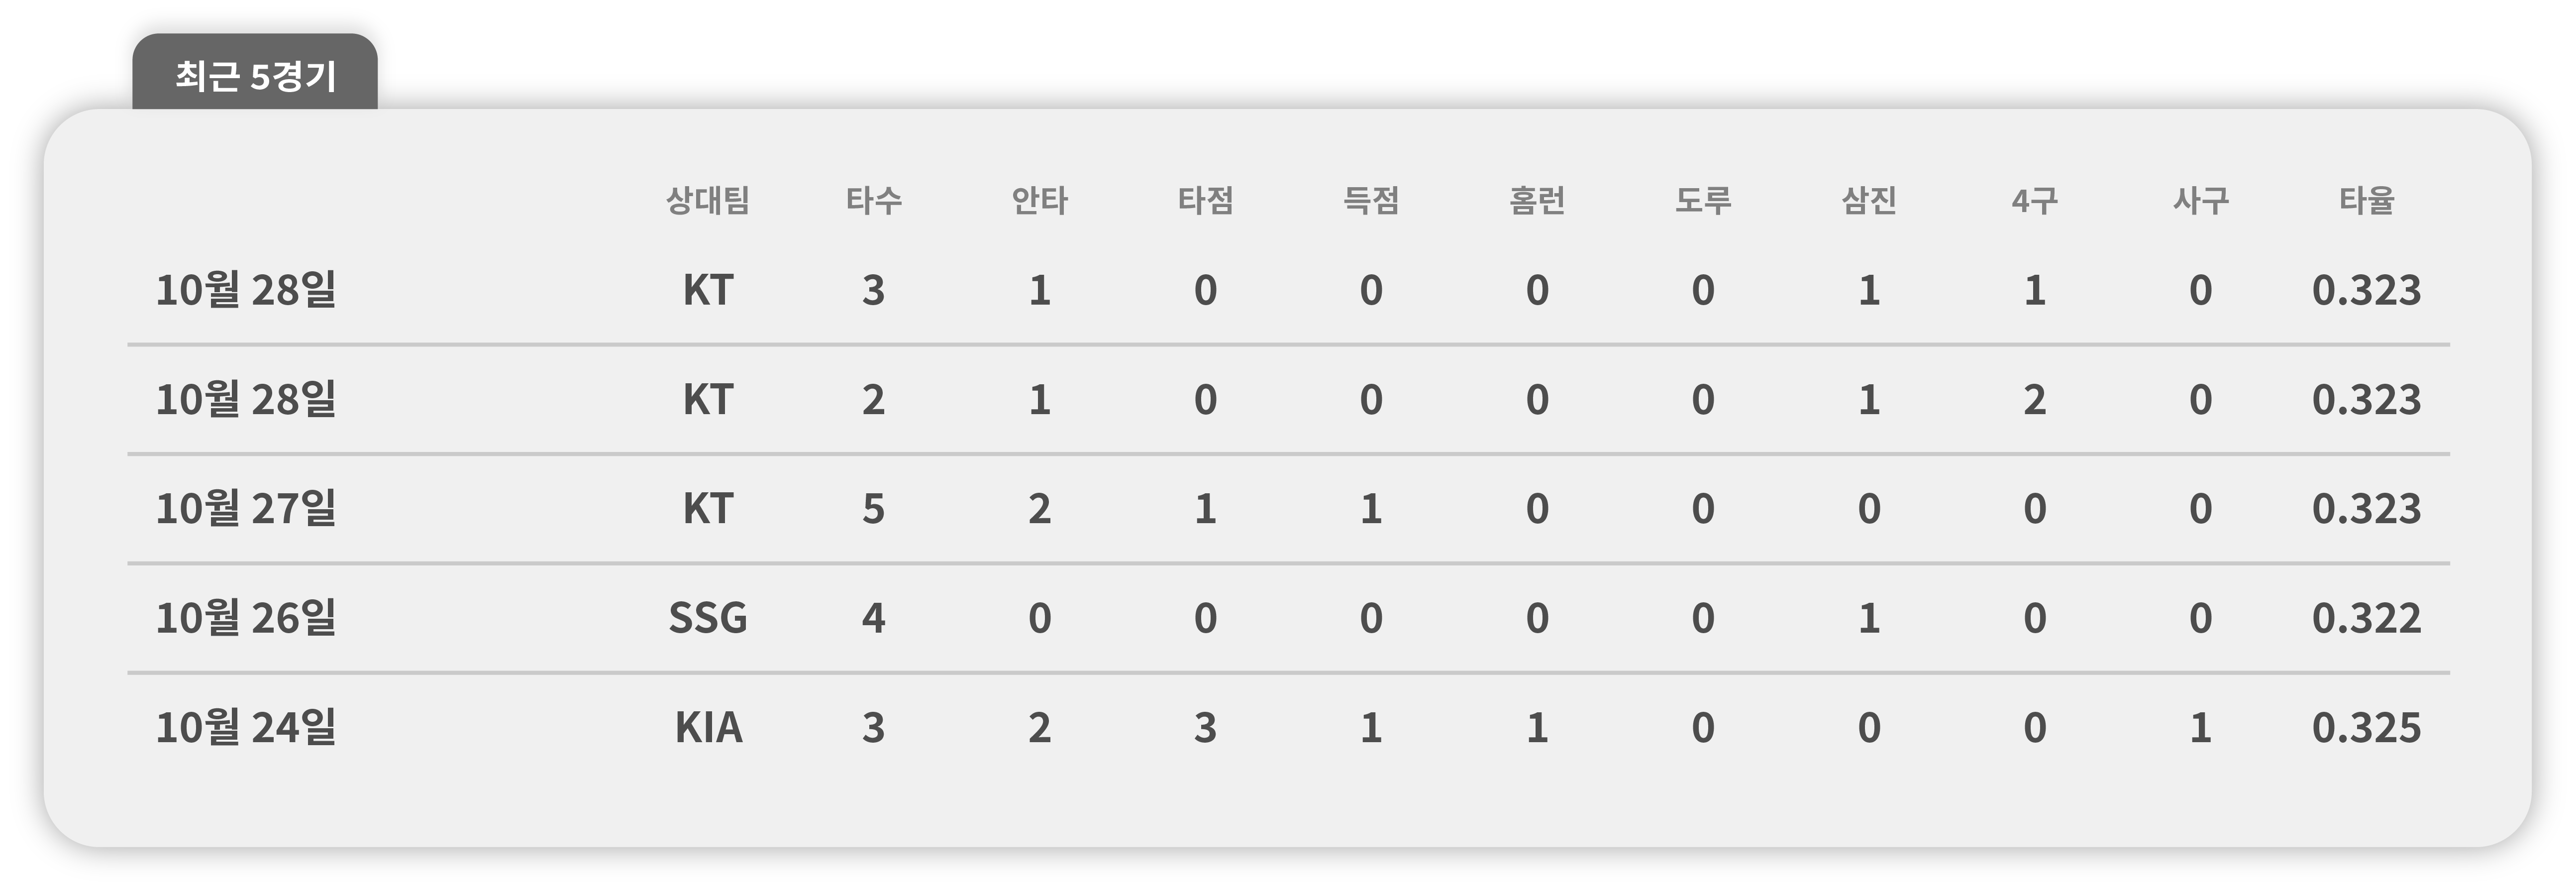 최근 5경기
상대팀 타수 안타 타점 득점 홈런 도루 삼진 4구 사구 타율
10월 28일 KT 3 1 0 0 0 0 1 1 0 0.323
10월 28일 KT 2 1 0 0 0 0 1 2 0 0.323
10월 27일 KT 5 2 1 1 0 0 0 0 0 0.323
10월 26일 SSG 4 0 0 0 0 0 1 0 0 0.322
10월 24일 KIA 3 2 3 1 1 0 0 0 1 0.325